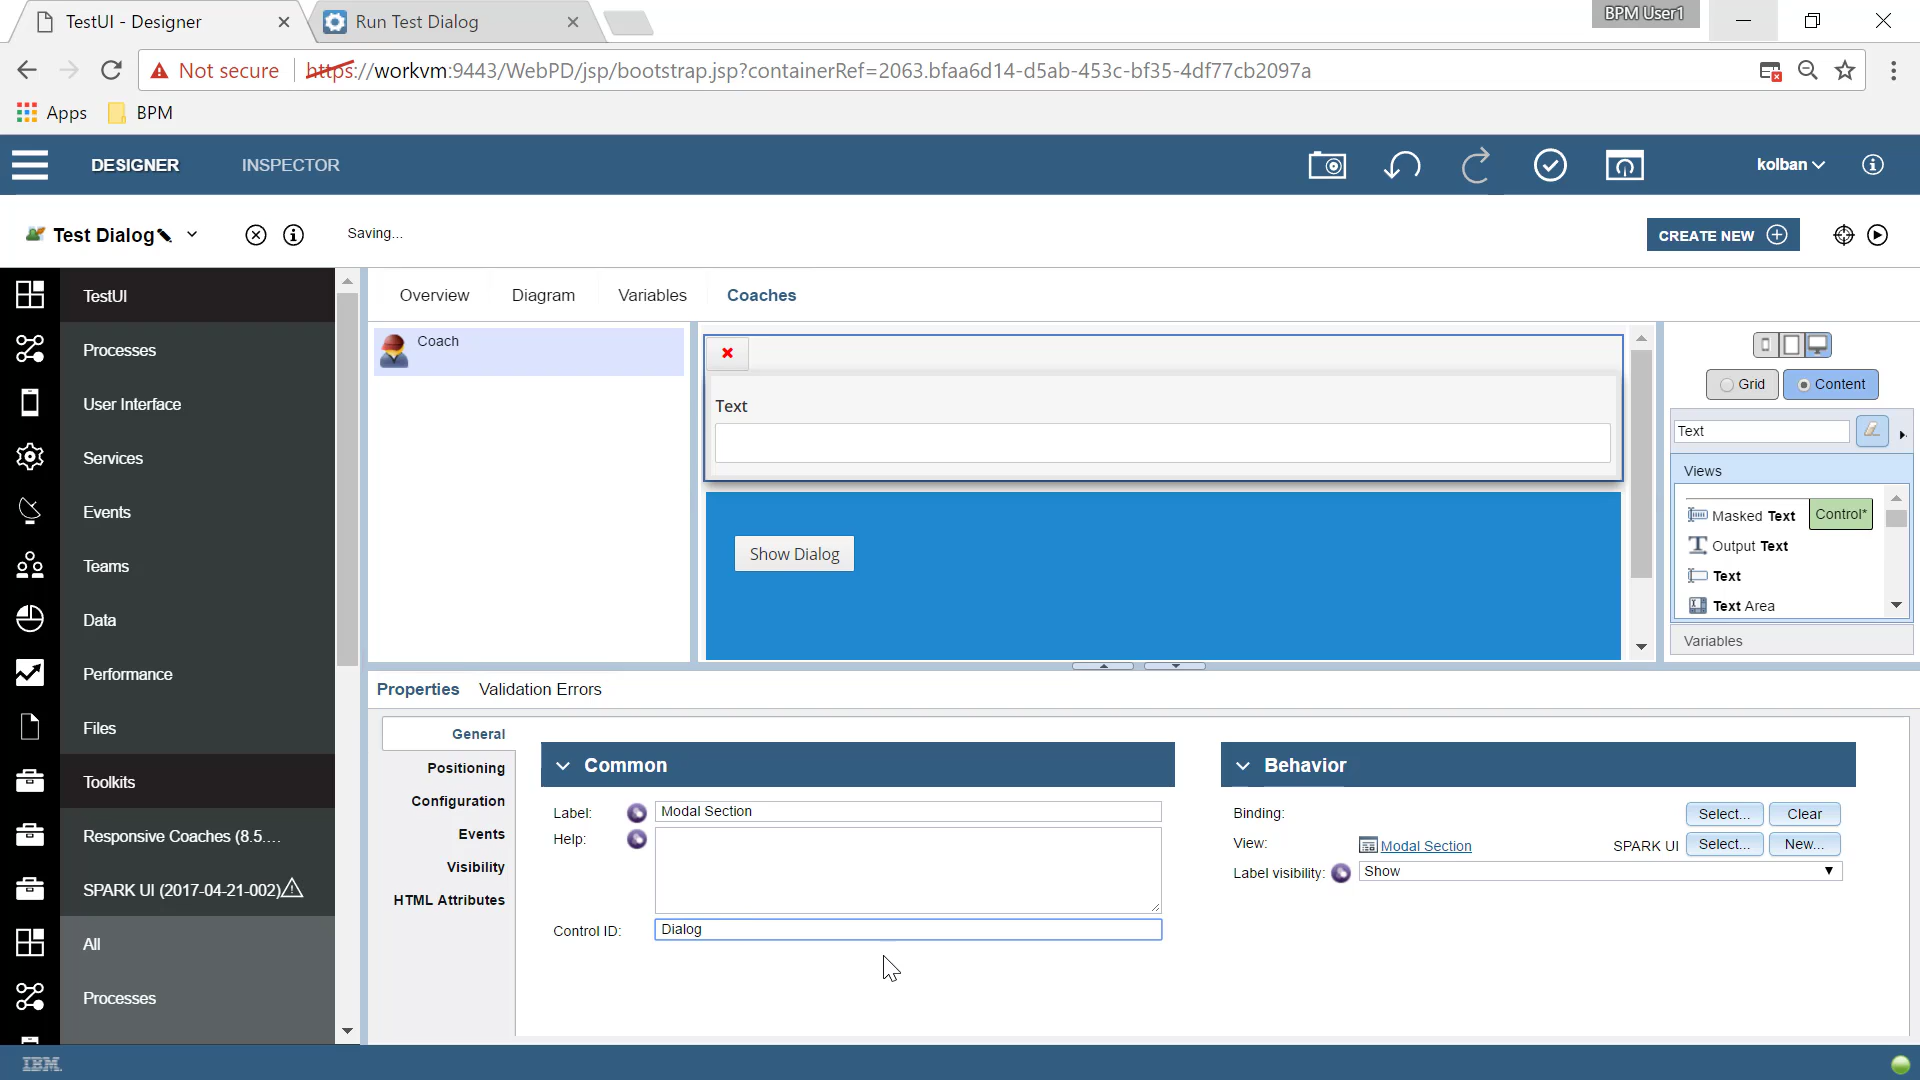 TestUI - Designer
Run Test Dialog
BPM User1
Not secure
https://workvm:9443/WebPD/jsp/bootstrap.jsp?containerRef=2063.bfaa6d14-d5ab-453c-bf35-4df77cb2097a
Apps
BPM
DESIGNER
INSPECTOR
kolban
Test Dialog
Saving...
CREATE NEW
TestUI
Processes
User Interface
Services
Events
Teams
Data
Performance
Files
Toolkits
Responsive Coaches (8.5....
SPARK UI (2017-04-21-002)
All
Processes
Overview
Diagram
Variables
Coaches
Coach
Text
Show Dialog
Grid
Content
Text
Views
Masked Text
Control*
Output Text
Text
Text Area
Variables
Properties
Validation Errors
General
Positioning
Configuration
Events
Visibility
HTML Attributes
Common
Label:
Modal Section
Help:
Control ID:
Dialog
Behavior
Binding:
Select...
Clear
View:
Modal Section
SPARK UI
Select...
New...
Label visibility:
Show
IBM